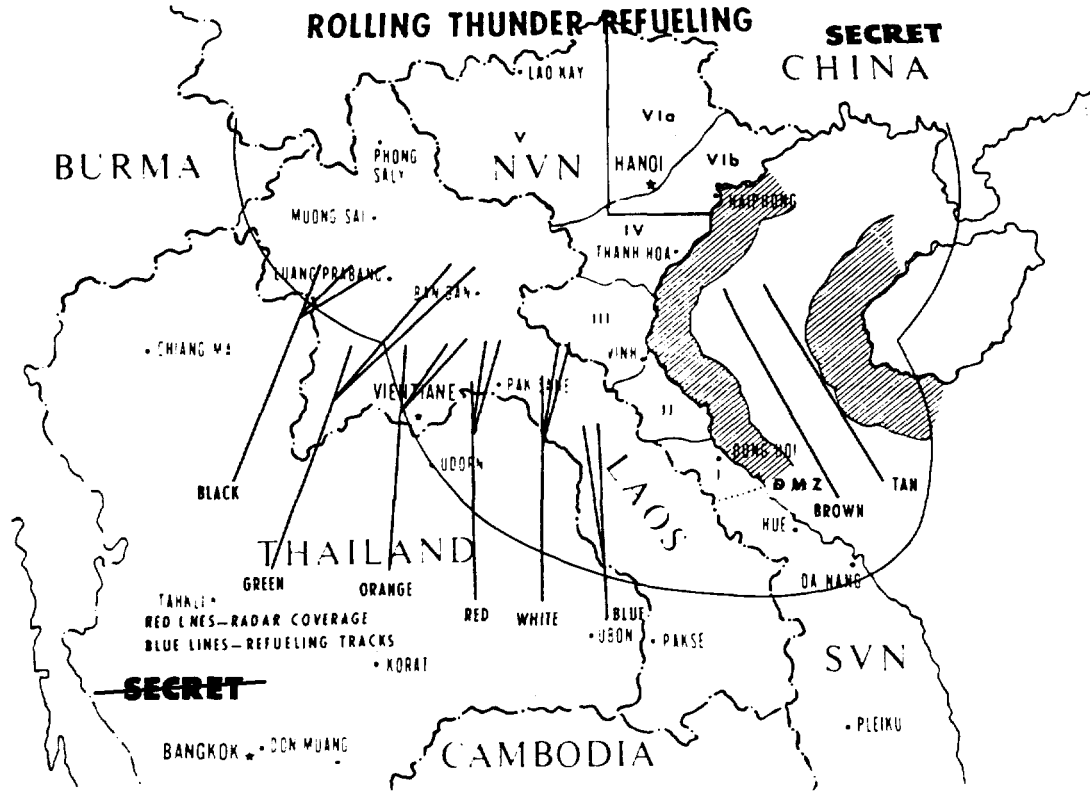 ROLLING THUNDER REFUELING
SECRET
CHINA
LAO KAY
VIa
V
BURMA
PHONG
SALY
NVN
HANOI
VIb
HAIPHONG
MUONG SAI
IV
THANH HOA
LUANG PRABANG
BAN BAN
III
CHIANG MA
VINH
VIENTIANE
PAK SANE
II
DONG HOI
UDORN
I
LAOS
DMZ
TAN
BLACK
BROWN
HUE
THAILAND
DA NANG
GREEN
ORANGE
TAHKLI
RED
WHITE
BLUE
RED LNES—RADAR COVERAGE
UBON
PAKSE
BLUE LINES—REFUELING TRACKS
KORAT
SVN
SECRET
PLEIKU
BANGKOK
DON MUANG
CAMBODIA